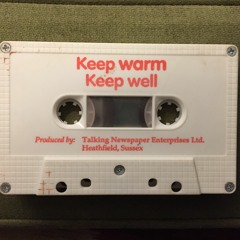 Keep warm
Keep well
Produced by: Talking Newspaper Enterprises Ltd.
Heathfield, Sussex